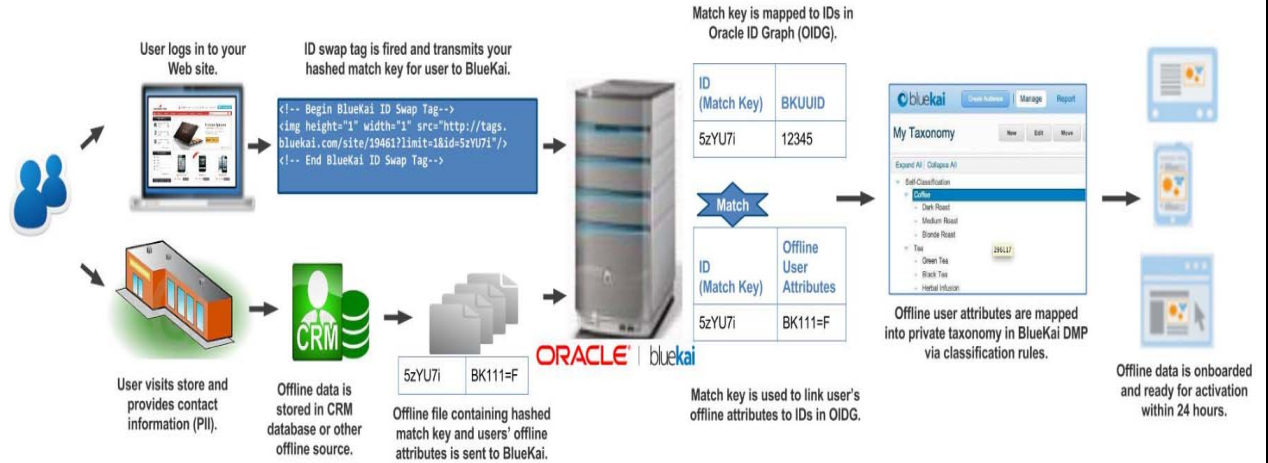 User logs in to your
Web site.
ID swap tag is fired and transmits your
hashed match key for user to BlueKai.
<!-- Begin BlueKai ID Swap Tag-->
<img height="1" width="1" src="http://tags.
bluekai.com/site/19461?limit=1&id=5zYU7i"/>
<!-- End BlueKai ID Swap Tag-->
Match key is mapped to IDs in
Oracle ID Graph (OIDG).
ID
(Match Key)
BKUUID
5zYU7i
12345
Match
ID
(Match Key)
Offline
User
Attributes
5zYU7i
BK111=F
Match key is used to link user's
offline attributes to IDs in OIDG.
bluekai
Create Audience
Manage
Report
My Taxonomy
New
Edit
Move
Expand All | Collapse All
Self-Classification
Coffee
Dark Roast
Medium Roast
Blonde Roast
Tea
Green Tea
Black Tea
Herbal Infusion
296117
Offline user attributes are mapped
into private taxonomy in BlueKai DMP
via classification rules.
Offline data is onboarded
and ready for activation
within 24 hours.
User visits store and
provides contact
information (PII).
CRM
Offline data is
stored in CRM
database or other
offline source.
5zYU7i
BK111=F
Offline file containing hashed
match key and users' offline
attributes is sent to BlueKai.
ORACLE | bluekai